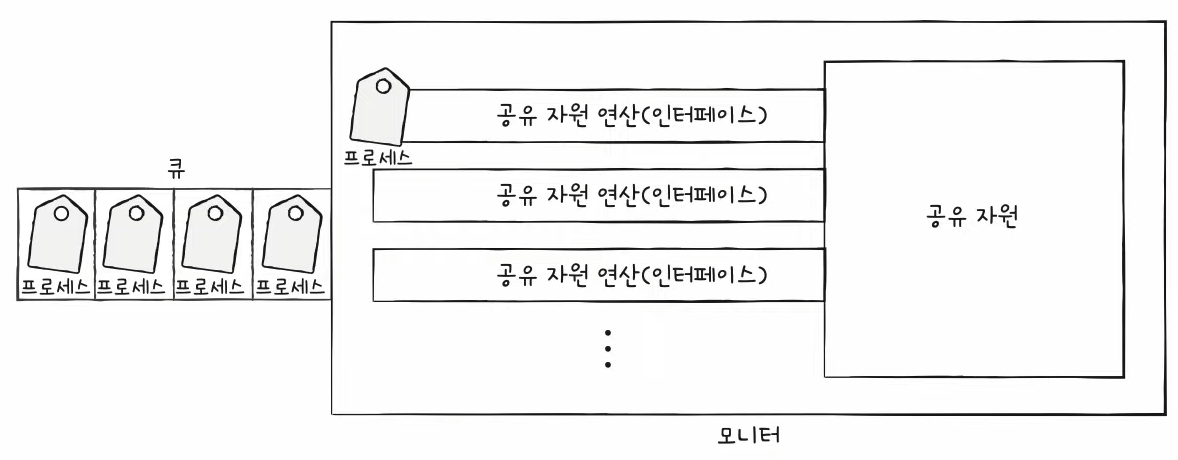 공유 자원 연산(인터페이스)
프로세스
큐
공유 자원 연산(인터페이스)
공유 자원
프로세스 프로세스 프로세스 프로세스
공유 자원 연산(인터페이스)
모니터